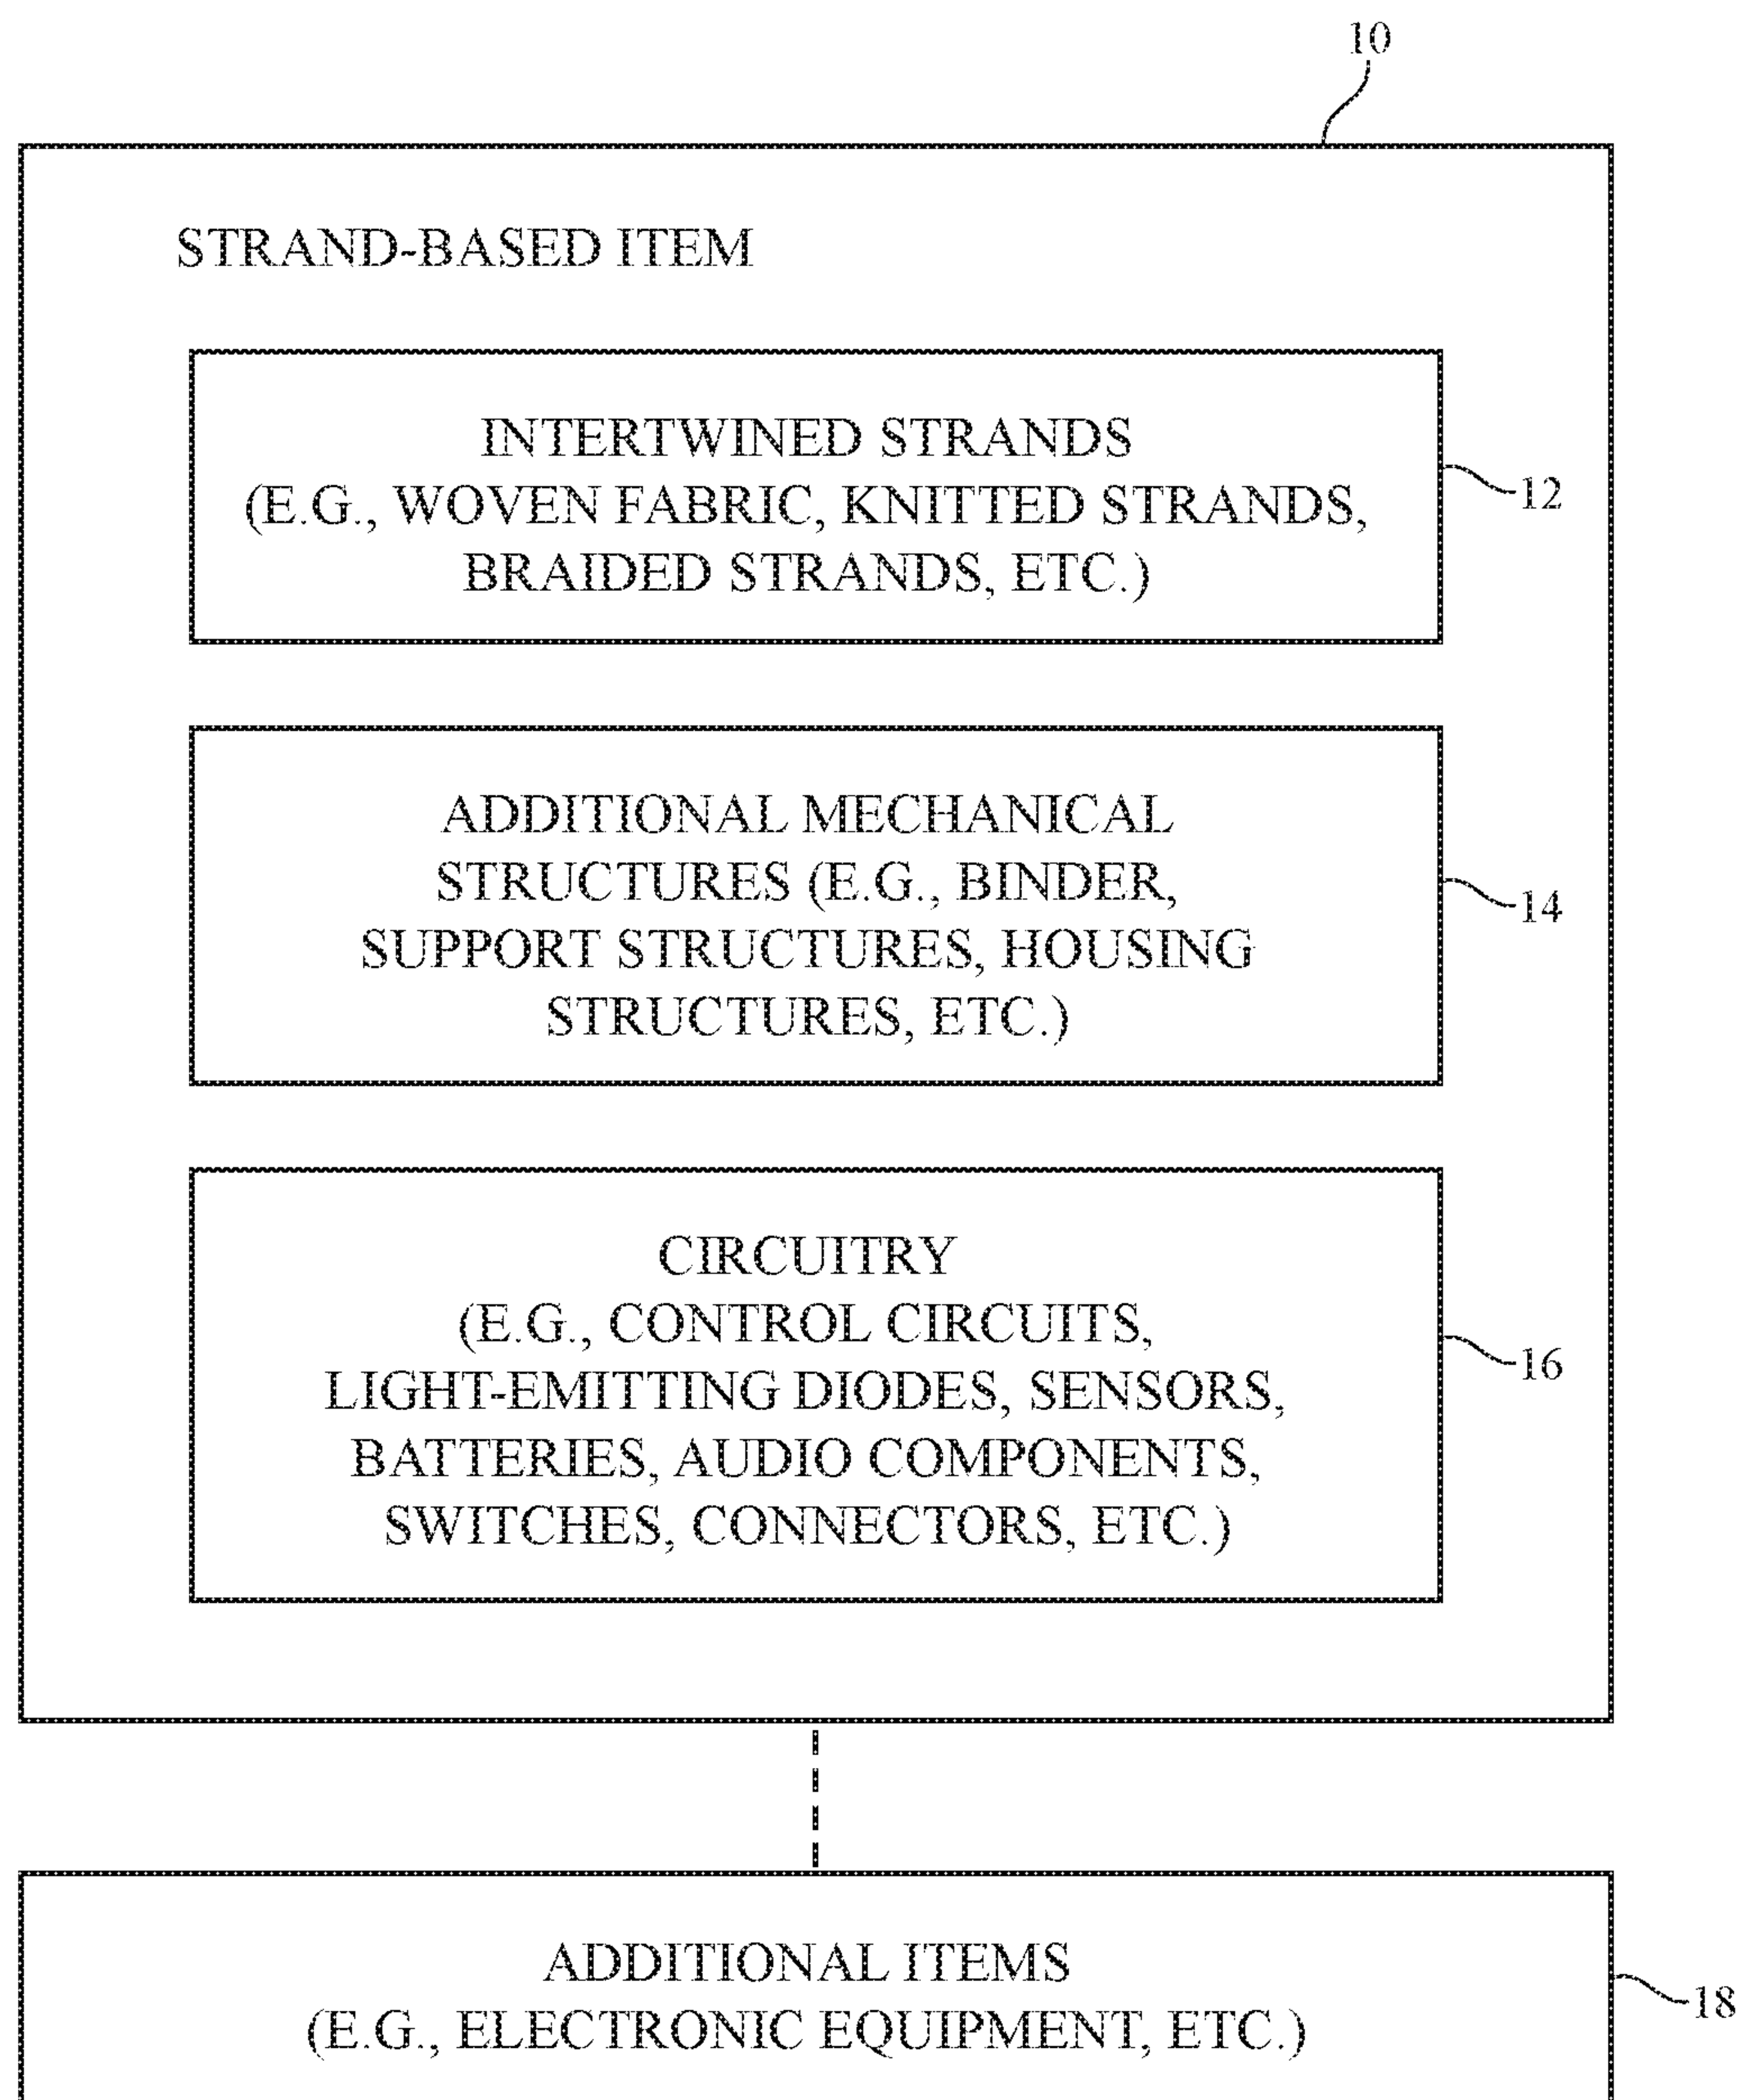 10
STRAND-BASED ITEM
INTERTWINED STRANDS
(E.G., WOVEN FABRIC, KNITTED STRANDS,
BRAIDED STRANDS, ETC.)
12
ADDITIONAL MECHANICAL
STRUCTURES (E.G., BINDER,
SUPPORT STRUCTURES, HOUSING
STRUCTURES, ETC.)
14
CIRCUITRY
(E.G., CONTROL CIRCUITS,
LIGHT-EMITTING DIODES, SENSORS,
BATTERIES, AUDIO COMPONENTS,
SWITCHES, CONNECTORS, ETC.)
16
ADDITIONAL ITEMS
(E.G., ELECTRONIC EQUIPMENT, ETC.)
18